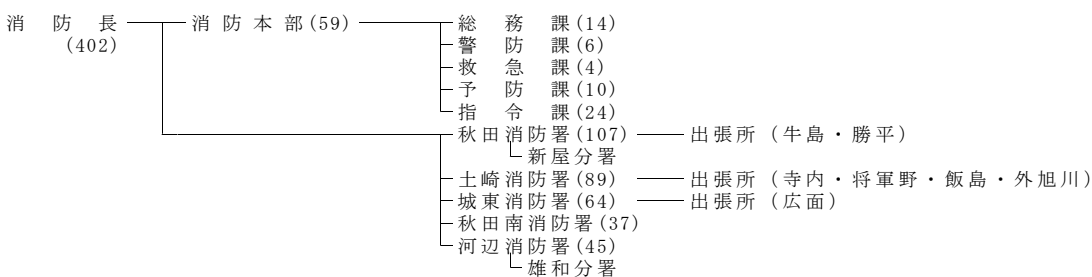 消防長 消防本部(59) 総務課(14)
(402) 警防課(6)
救急課(4)
予防課(10)
指令課(24)
秋田消防署(107) 出張所 (牛島・勝平)
新屋分署
土崎消防署(89) 出張所 (寺内・将軍野・飯島・外旭川)
城東消防署(64) 出張所 (広面)
秋田南消防署(37)
河辺消防署(45)
雄和分署